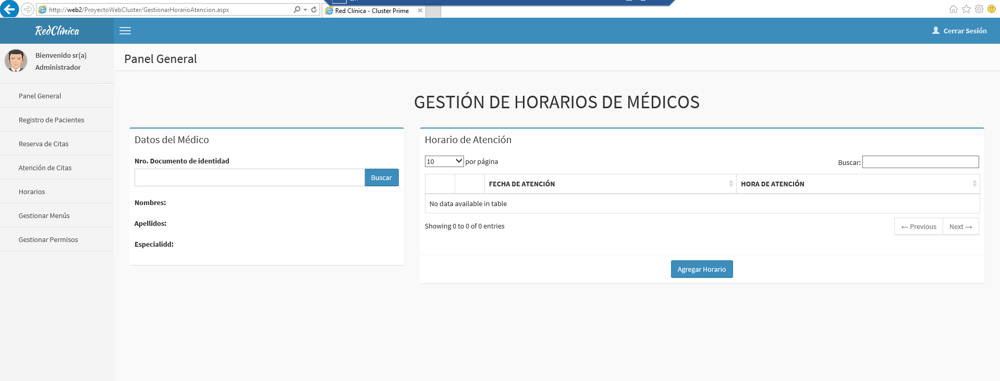 http://web2/ProyectoWebCluster/GestionarHorarioAtencion.aspx
Red Clínica - Cluster Prime
RedClínica
Cerrar Sesión
Bienvenido sr(a)
Administrador
Panel General
Panel General
Registro de Pacientes
Reserva de Citas
Atención de Citas
Horarios
Gestionar Menús
Gestionar Permisos
GESTIÓN DE HORARIOS DE MÉDICOS
Datos del Médico
Nro. Documento de identidad
Buscar
Nombres:
Apellidos:
Especialidd:
Horario de Atención
10 por página
Buscar:
FECHA DE ATENCIÓN
HORA DE ATENCIÓN
No data available in table
Showing 0 to 0 of 0 entries
← Previous
Next →
Agregar Horario